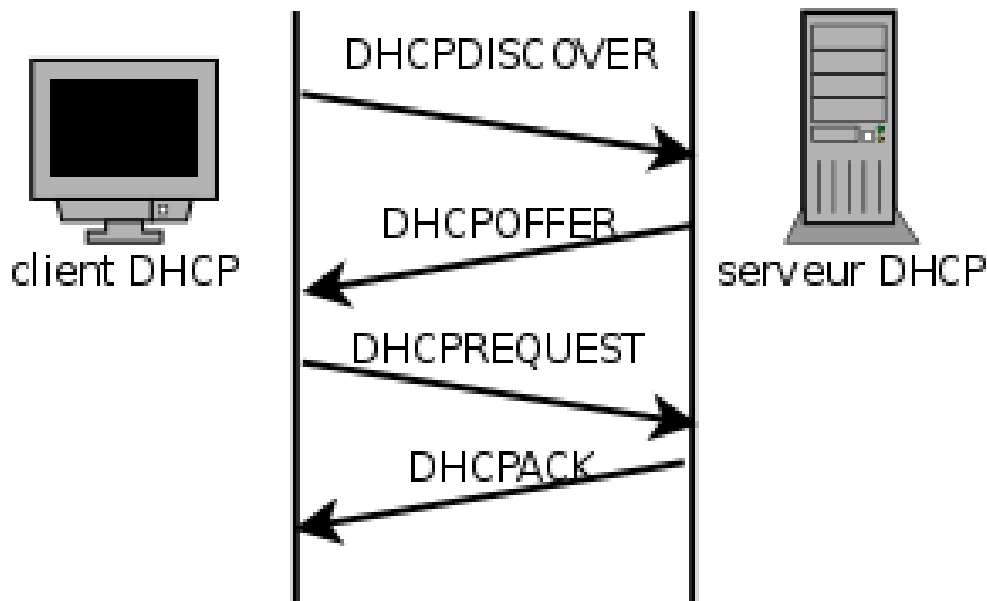 DHCPDISCOVER
DHCPOFFER
client DHCP
serveur DHCP
DHCPREQUEST
DHCPACK